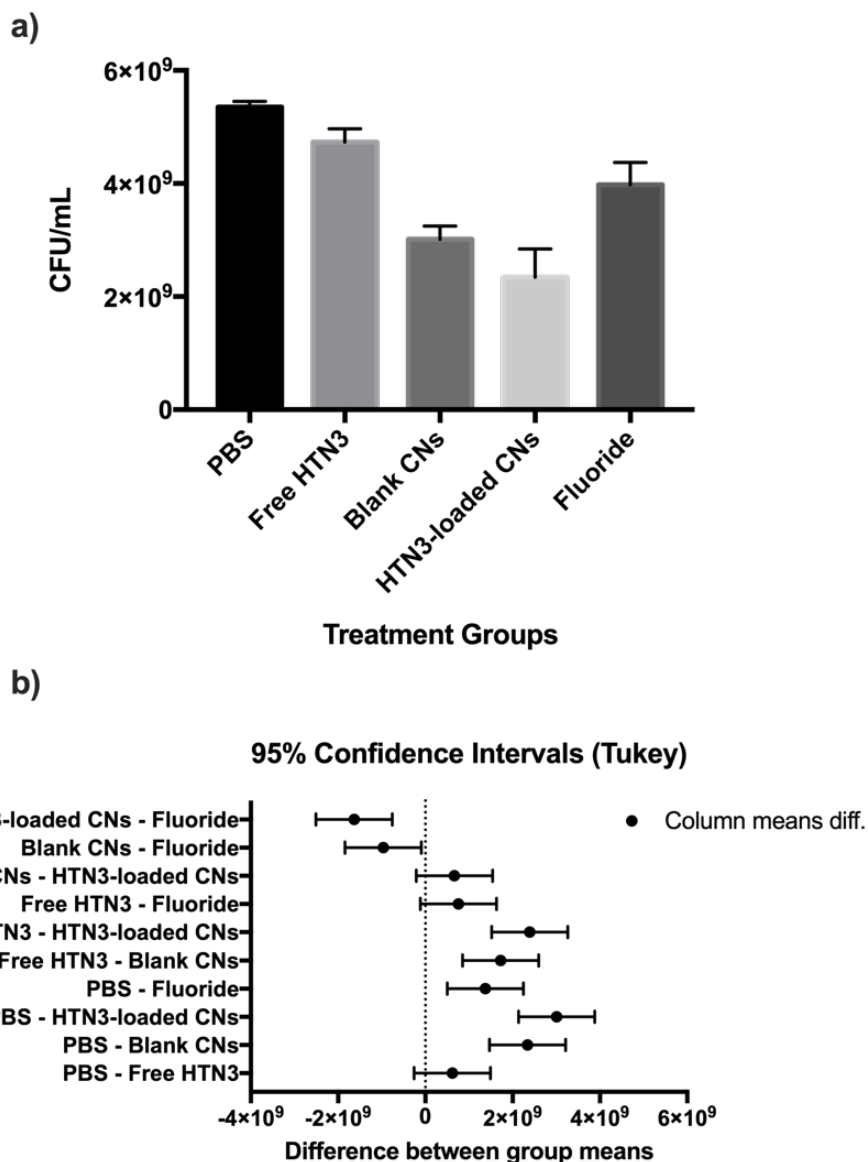 a)
6×10⁹
4×10⁹
2×10⁹
0
CFU/mL
PBS
Free HTN3
Blank CNs
HTN3-loaded CNs
Fluoride
Treatment Groups
b)
95% Confidence Intervals (Tukey)
3-loaded CNs - Fluoride
Blank CNs - Fluoride
CNs - HTN3-loaded CNs
Free HTN3 - Fluoride
TN3 - HTN3-loaded CNs
Free HTN3 - Blank CNs
PBS - Fluoride
PBS - HTN3-loaded CNs
PBS - Blank CNs
PBS - Free HTN3
Column means diff.
-4×10⁹ -2×10⁹ 0 2×10⁹ 4×10⁹ 6×10⁹
Difference between group means